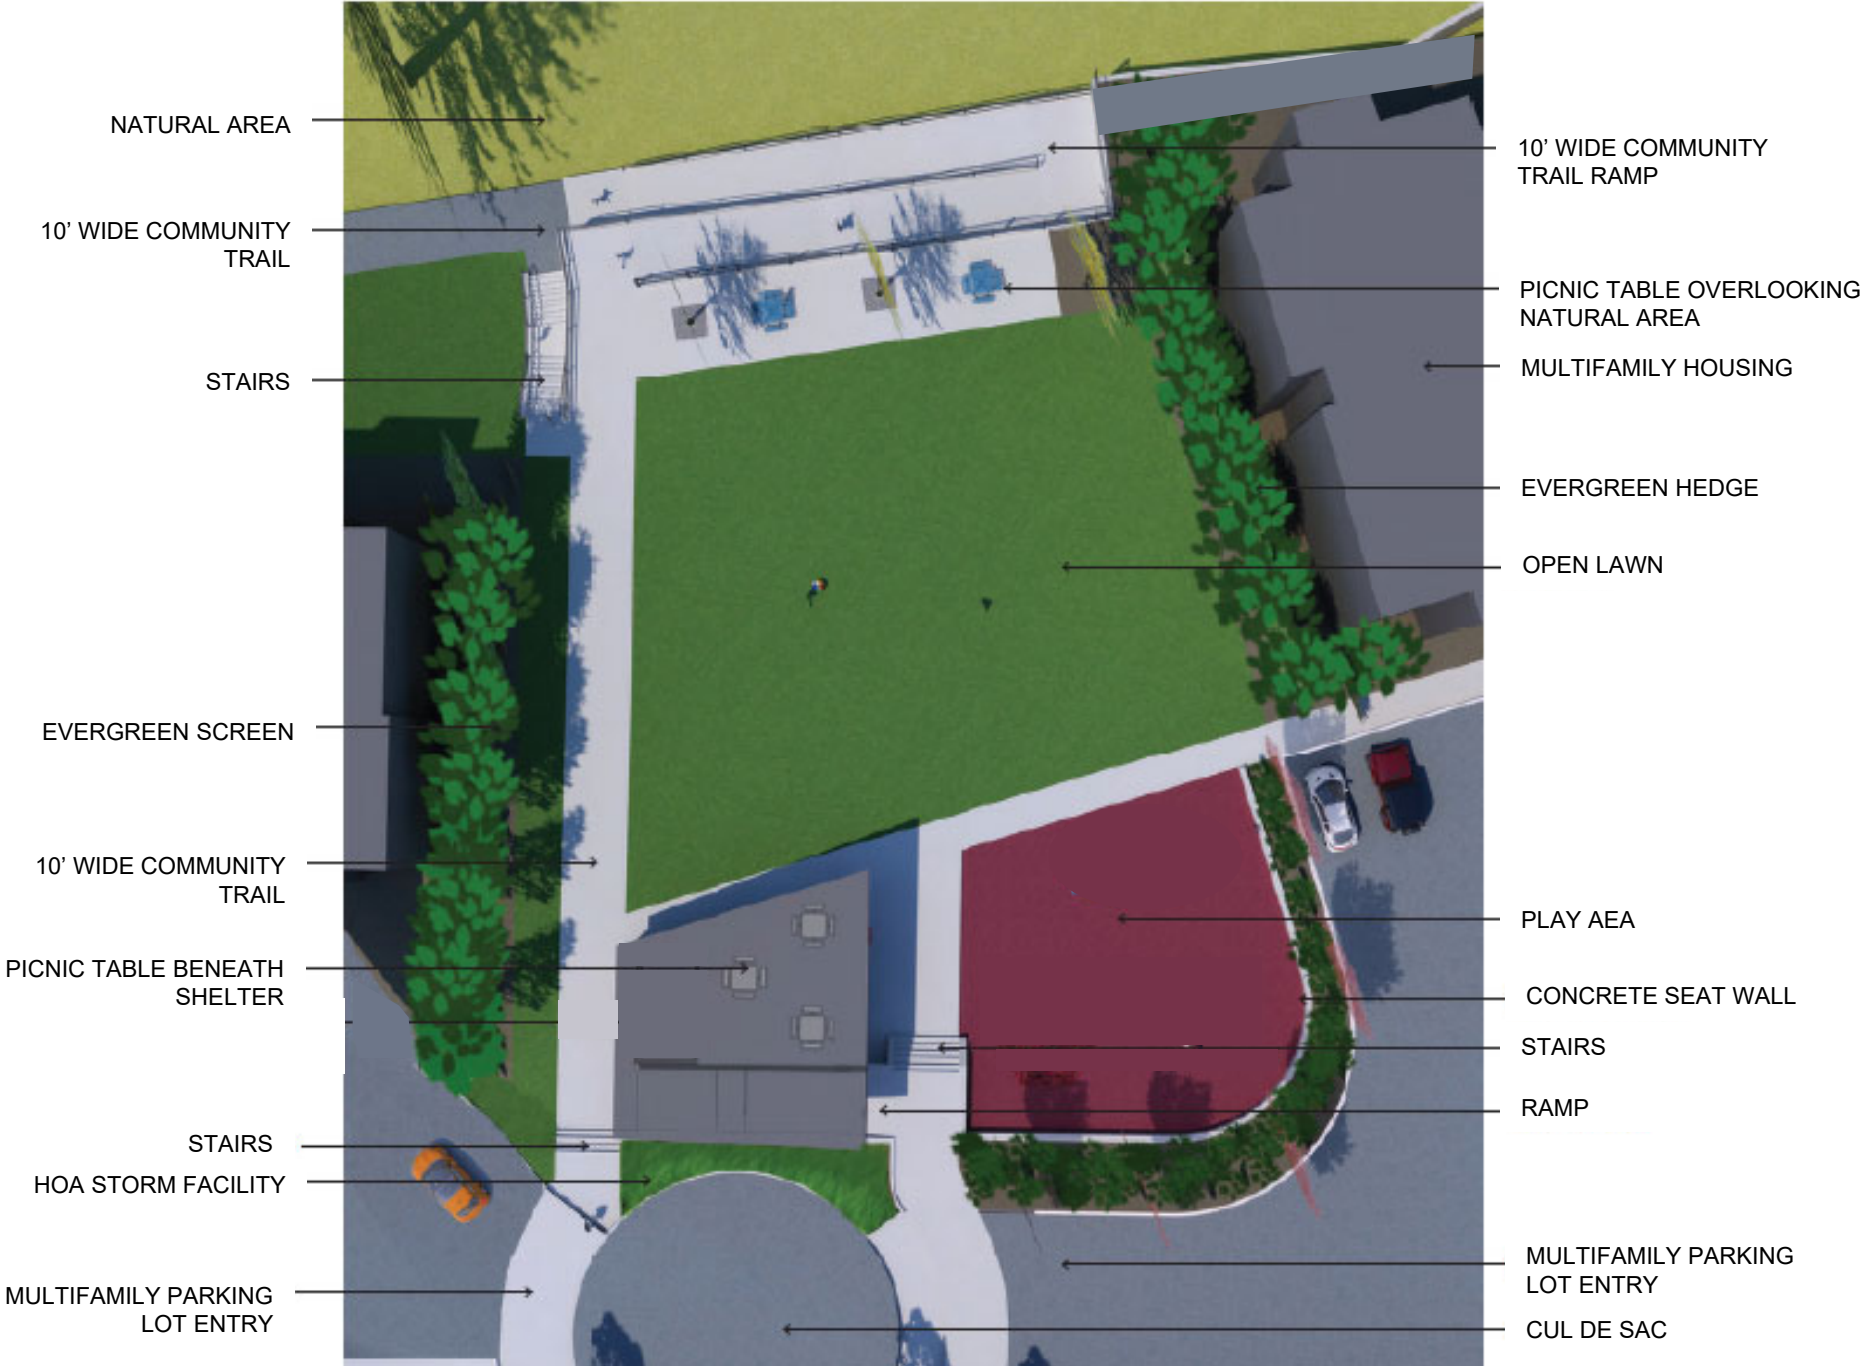 NATURAL AREA
10' WIDE COMMUNITY
TRAIL
STAIRS
EVERGREEN SCREEN
10' WIDE COMMUNITY
TRAIL
PICNIC TABLE BENEATH
SHELTER
STAIRS
HOA STORM FACILITY
MULTIFAMILY PARKING
LOT ENTRY
10' WIDE COMMUNITY
TRAIL RAMP
PICNIC TABLE OVERLOOKING
NATURAL AREA
MULTIFAMILY HOUSING
EVERGREEN HEDGE
OPEN LAWN
PLAY AEA
CONCRETE SEAT WALL
STAIRS
RAMP
MULTIFAMILY PARKING
LOT ENTRY
CUL DE SAC